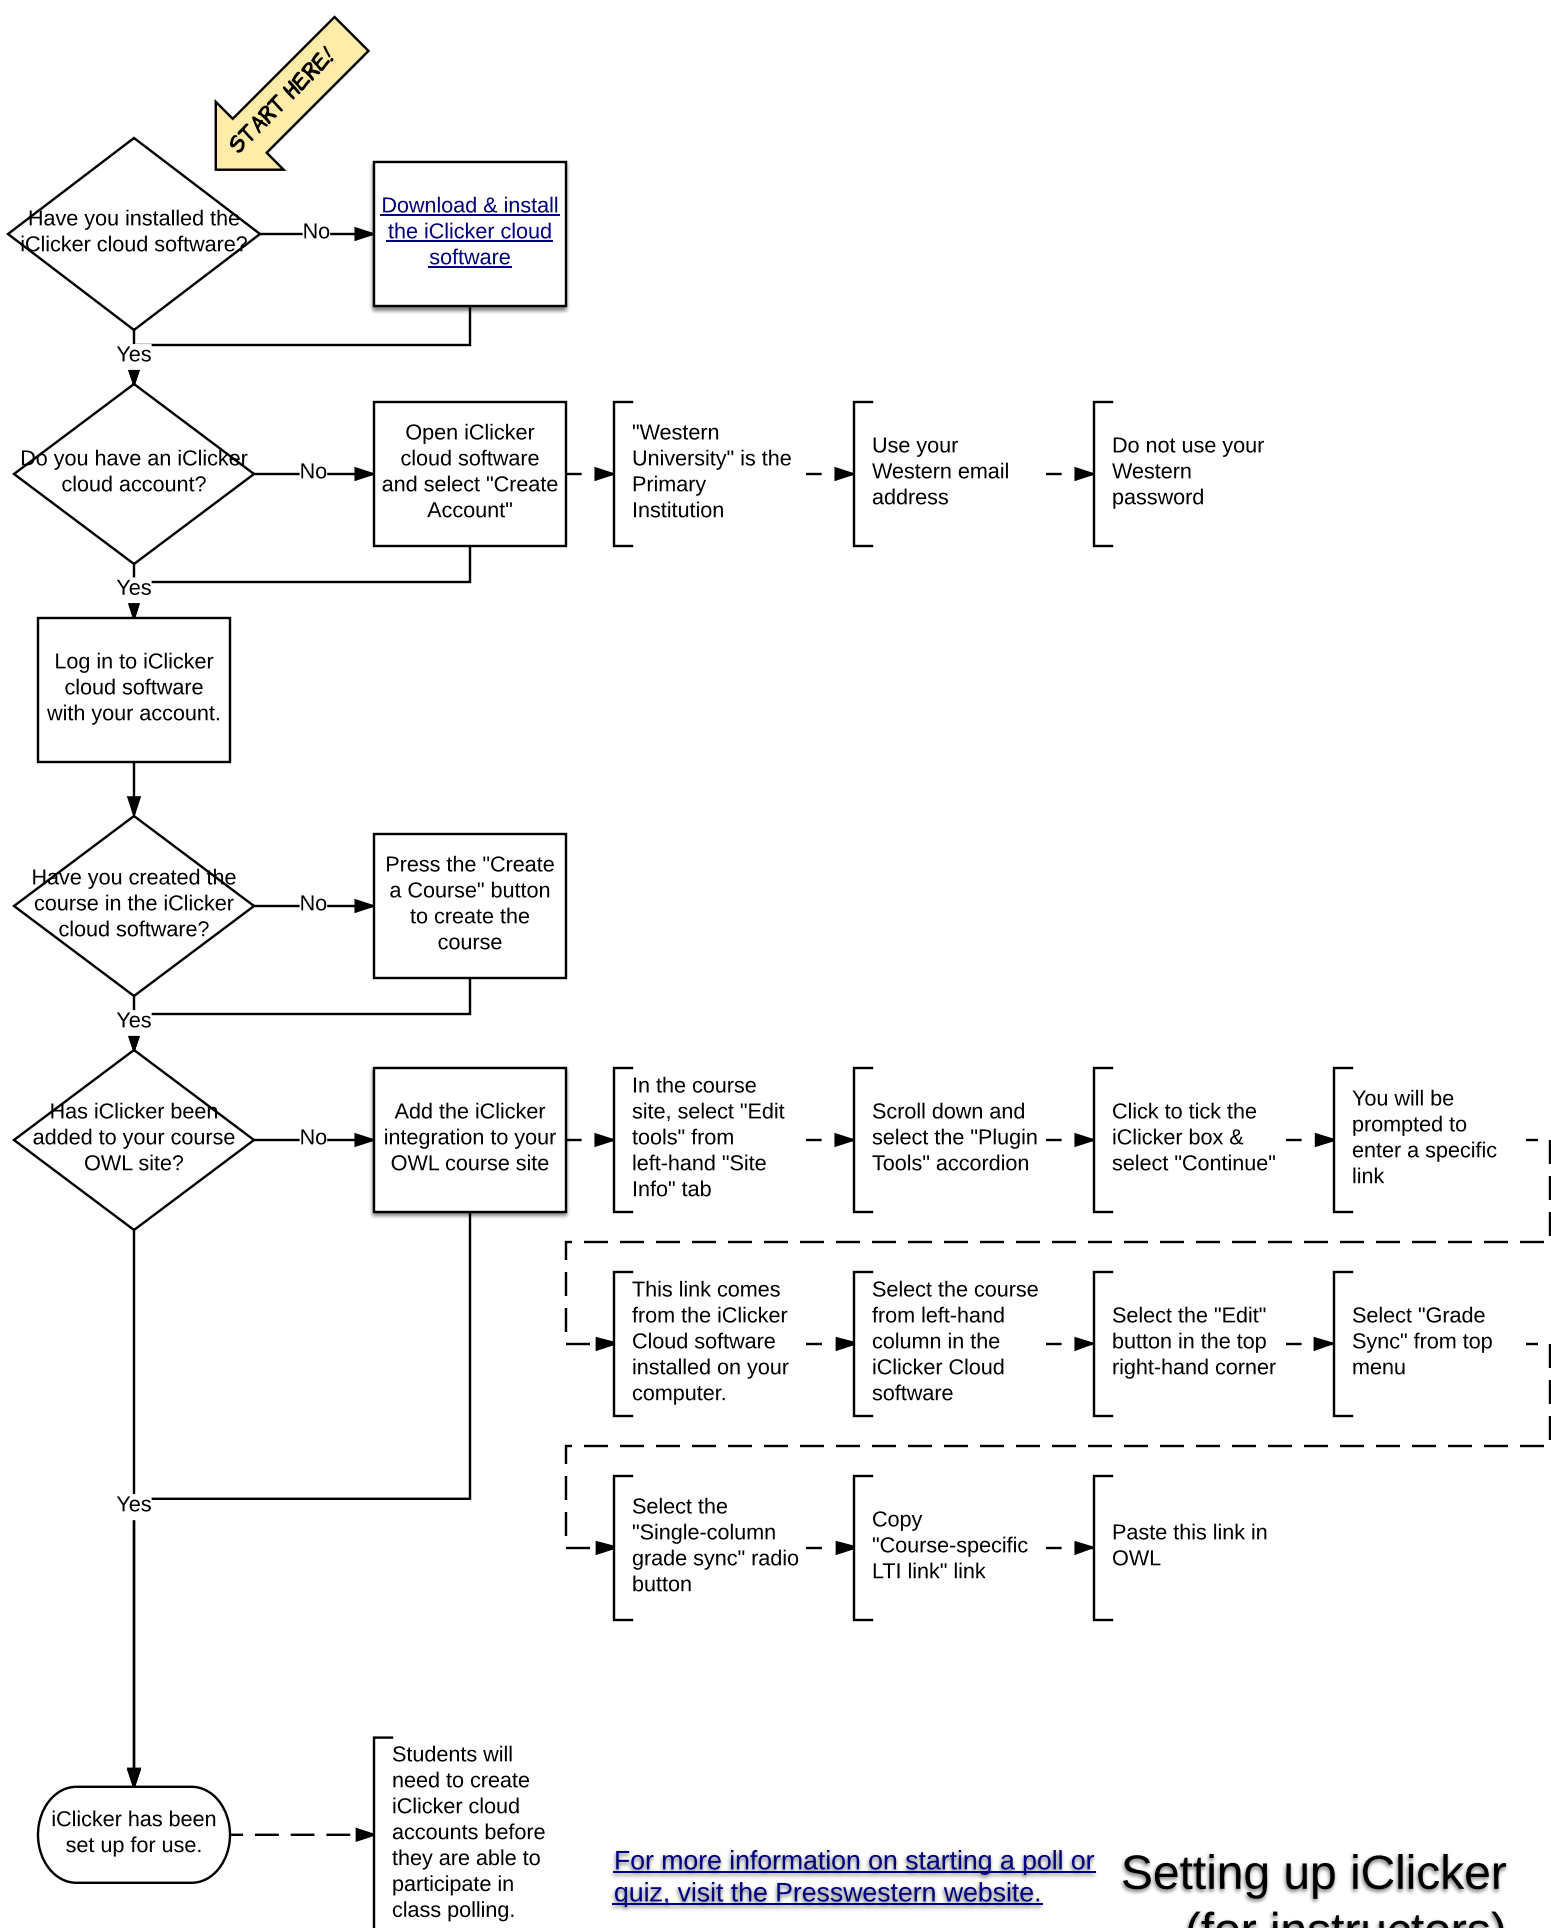 START HERE!
Have you installed the
iClicker cloud software?
No
Download & install
the iClicker cloud
software
Yes
Do you have an iClicker
cloud account?
No
Open iClicker
cloud software
and select "Create
Account"
"Western
University" is the
Primary
Institution
Use your
Western email
address
Do not use your
Western
password
Yes
Log in to iClicker
cloud software
with your account.
Have you created the
course in the iClicker
cloud software?
No
Press the "Create
a Course" button
to create the
course
Yes
Has iClicker been
added to your course
OWL site?
No
Add the iClicker
integration to your
OWL course site
In the course
site, select "Edit
tools" from
left-hand "Site
Info" tab
Scroll down and
select the "Plugin
Tools" accordion
Click to tick the
iClicker box &
select "Continue"
You will be
prompted to
enter a specific
link
This link comes
from the iClicker
Cloud software
installed on your
computer.
Select the course
from left-hand
column in the
iClicker Cloud
software
Select the "Edit"
button in the top
right-hand corner
Select "Grade
Sync" from top
menu
Select the
"Single-column
grade sync" radio
button
Copy
"Course-specific
LTI link" link
Paste this link in
OWL
Yes
iClicker has been
set up for use.
Students will
need to create
iClicker cloud
accounts before
they are able to
participate in
class polling.
For more information on starting a poll or
quiz, visit the Presswestern website.
Setting up iClicker
(for instructors)